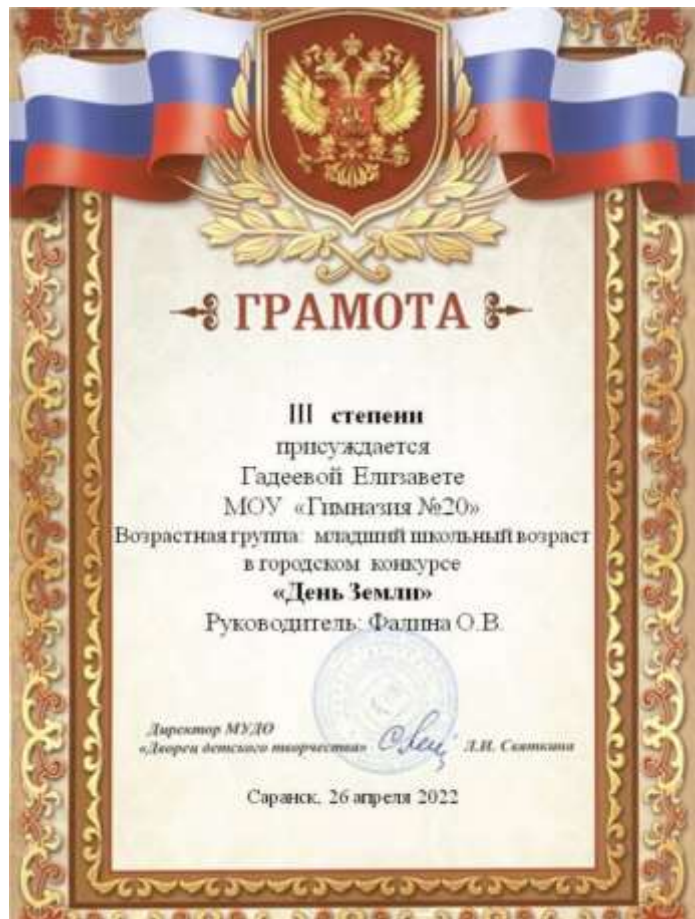 ГРАМОТА
III степени
присуждается
Гадеевой Елизавете
МОУ «Гимназия №20»
Возрастная группа: младший школьный возраст
в городском конкурсе
«День Земли»
Руководитель: Фалина О.В.
Директор МУДО
«Дворец детского творчества» Л.И. Святкина
Саранск, 26 апреля 2022